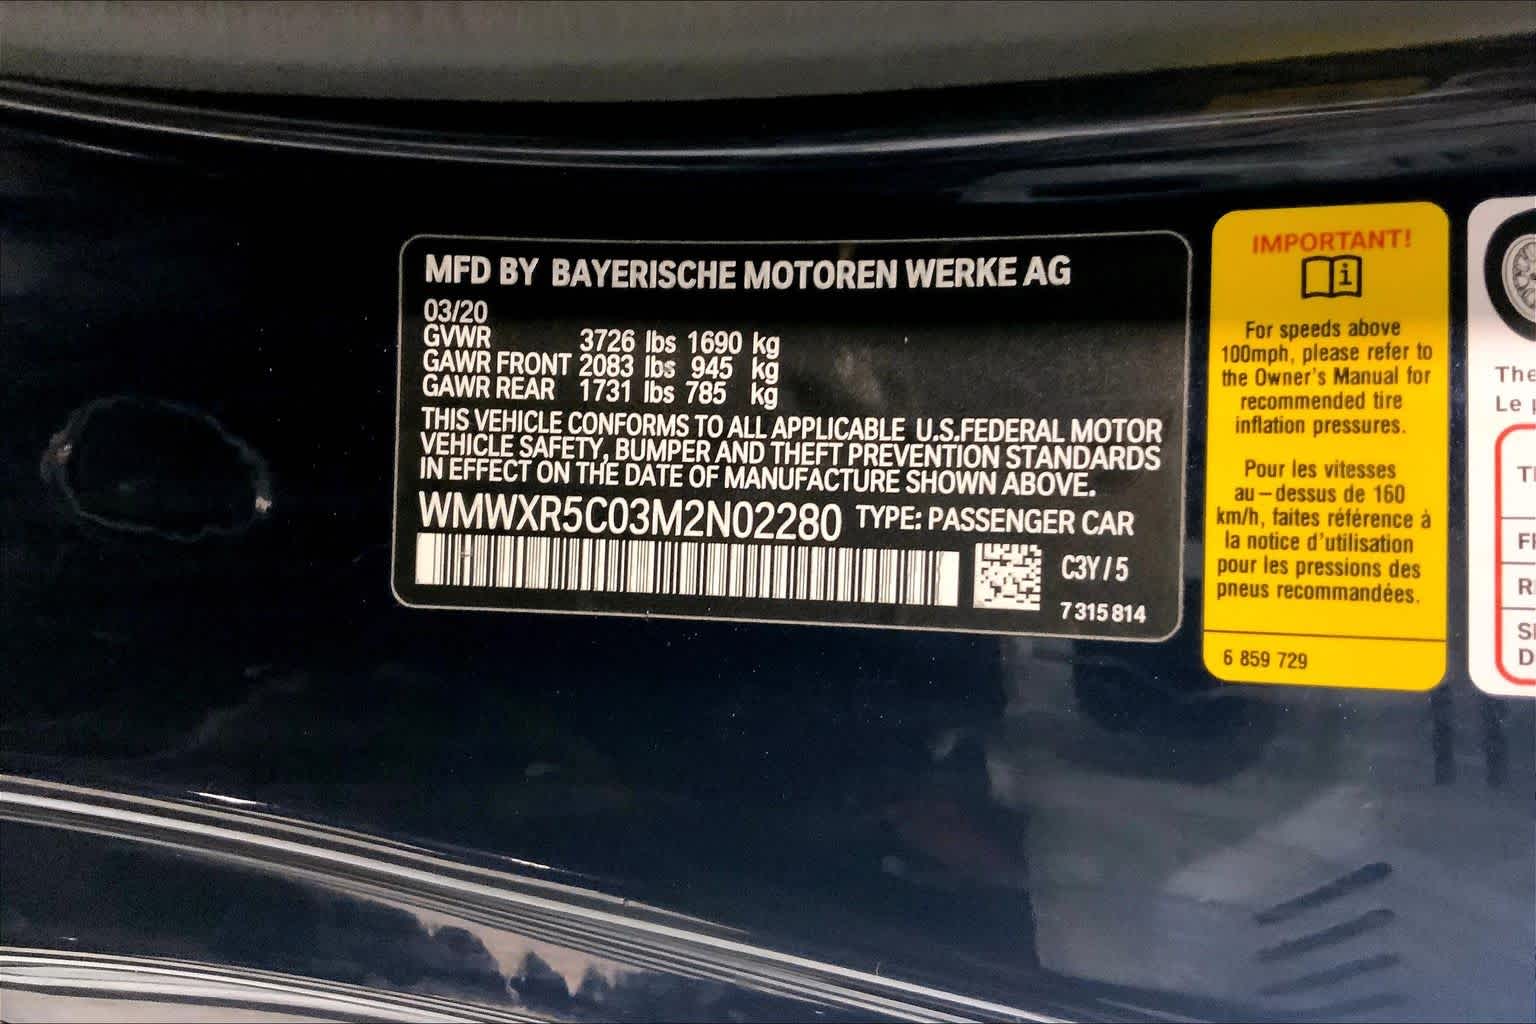 MFD BY BAYERISCHE MOTOREN WERKE AG
03/20
GVWR 3726 lbs 1690 kg
GAWR FRONT 2083 lbs 945 kg
GAWR REAR 1731 lbs 785 kg
THIS VEHICLE CONFORMS TO ALL APPLICABLE U.S.FEDERAL MOTOR
VEHICLE SAFETY, BUMPER AND THEFT PREVENTION STANDARDS
IN EFFECT ON THE DATE OF MANUFACTURE SHOWN ABOVE.
WMWXR5C03M2N02280 TYPE: PASSENGER CAR
C3Y/5
7 315 814
IMPORTANT!
For speeds above
100mph, please refer to
the Owner's Manual for
recommended tire
inflation pressures.
Pour les vitesses
au-dessus de 160
km/h, faites référence à
la notice d'utilisation
pour les pressions des
pneus recommandées.
6 859 729
The
Le